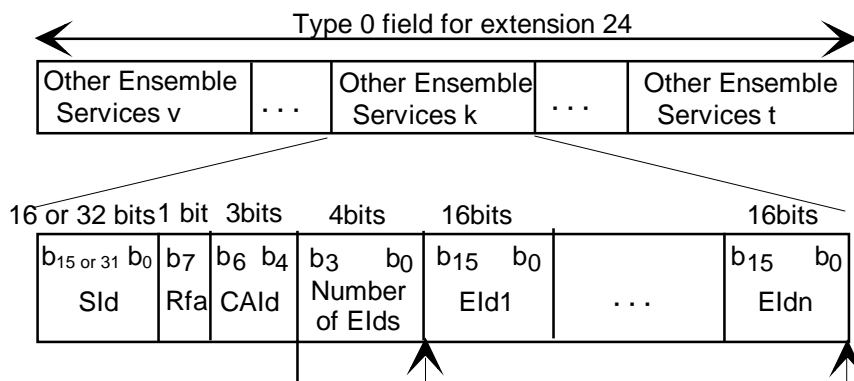 Type 0 field for extension 24
Other Ensemble Services v
. . .
Other Ensemble Services k
. . .
Other Ensemble Services t
16 or 32 bits 1 bit 3bits 4bits 16bits 16bits
b15 or 31 b0 b7 b6 b4 b3 b0 b15 b0 b15 b0
SId Rfa CAId Number of EIds EId1 . . . EIdn